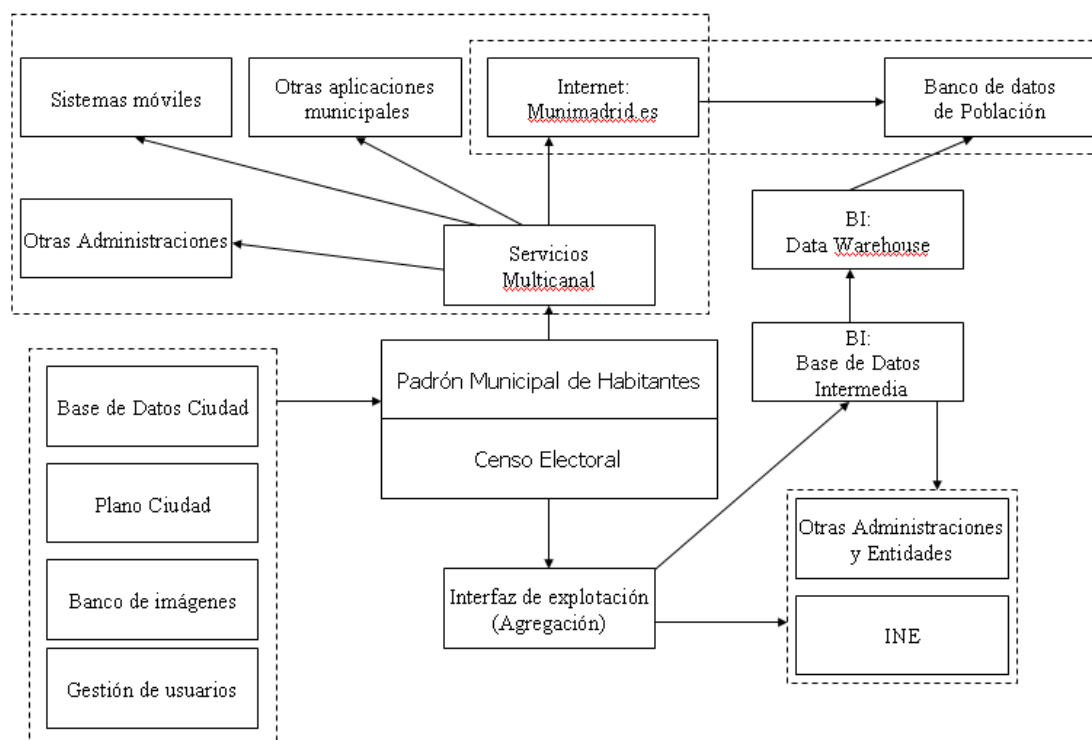 Sistemas móviles
Otras aplicaciones
municipales
Internet:
Munimadrid.es
Banco de datos
de Población
Otras Administraciones
Servicios
Multicanal
BI:
Data Warehouse
BI:
Base de Datos
Intermedia
Padrón Municipal de Habitantes
Censo Electoral
Base de Datos Ciudad
Plano Ciudad
Banco de imágenes
Gestión de usuarios
Interfaz de explotación
(Agregación)
Otras Administraciones
y Entidades
INE